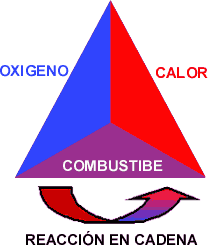 OXIGENO
CALOR
COMBUSTIBE
REACCIÓN EN CADENA